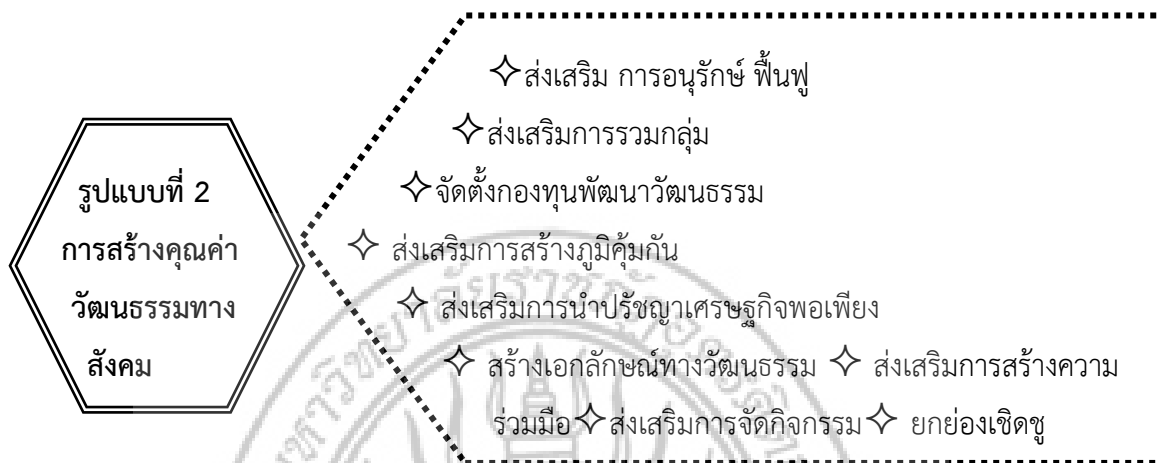 รูปแบบที่ 2
การสร้างคุณค่า
วัฒนธรรมทาง
สังคม
✧ส่งเสริม การอนุรักษ์ ฟื้นฟู
✧ส่งเสริมการรวมกลุ่ม
✧จัดตั้งกองทุนพัฒนาวัฒนธรรม
✧ ส่งเสริมการสร้างภูมิคุ้มกัน
✧ ส่งเสริมการนำปรัชญาเศรษฐกิจพอเพียง
✧ สร้างเอกลักษณ์ทางวัฒนธรรม ✧ ส่งเสริมการสร้างความ
ร่วมมือ✧ส่งเสริมการจัดกิจกรรม✧ ยกย่องเชิดชู